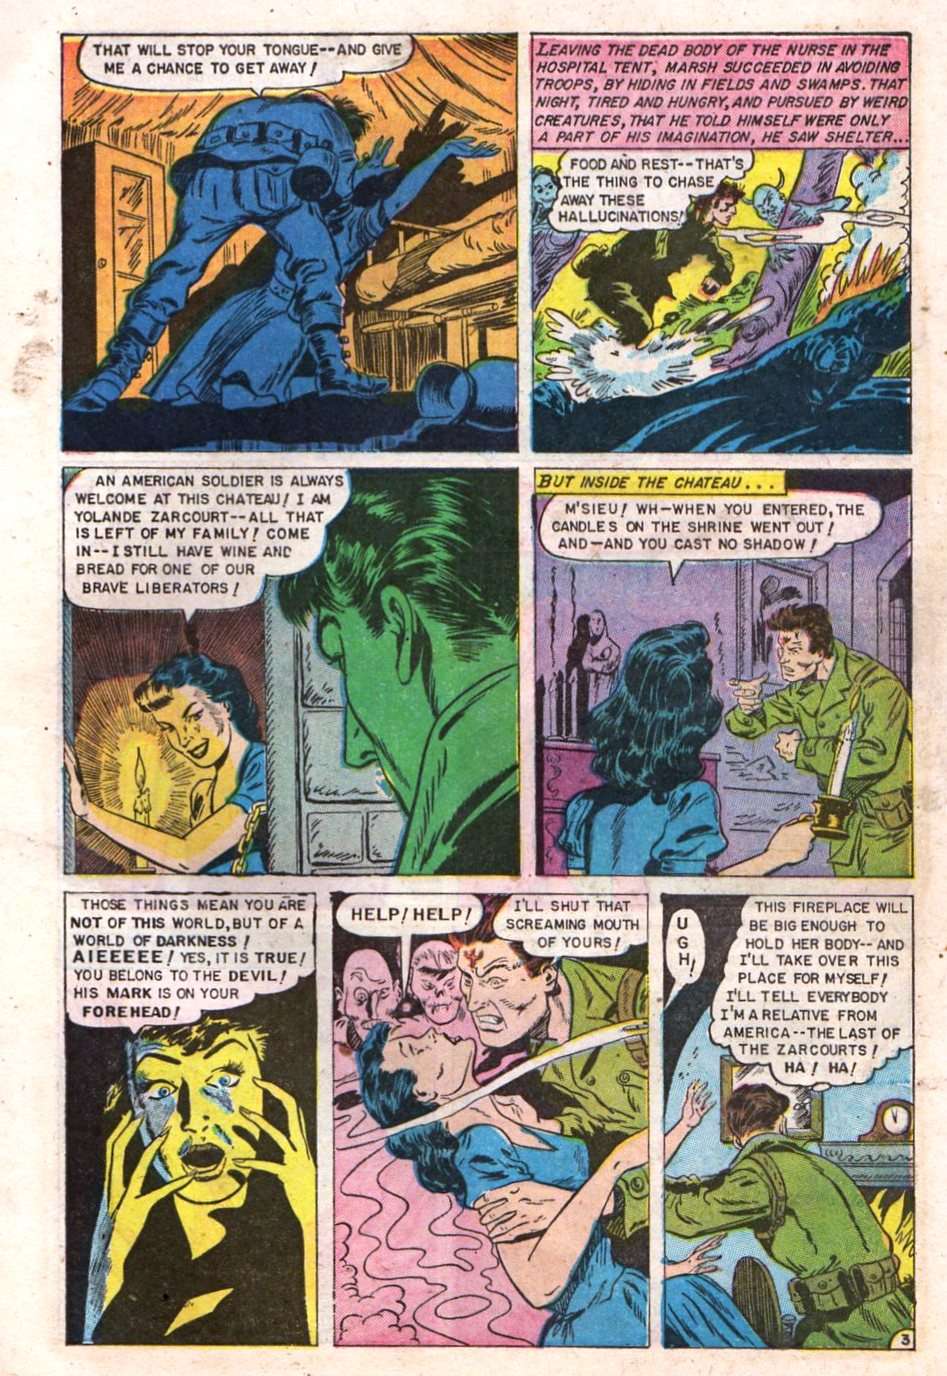 THAT WILL STOP YOUR TONGUE--AND GIVE
ME A CHANCE TO GET AWAY!
LEAVING THE DEAD BODY OF THE NURSE IN THE
HOSPITAL TENT, MARSH SUCCEEDED IN AVOIDING
TROOPS, BY HIDING IN FIELDS AND SWAMPS. THAT
NIGHT, TIRED AND HUNGRY, AND PURSUED BY WEIRD
CREATURES, THAT HE TOLD HIMSELF WERE ONLY
A PART OF HIS IMAGINATION, HE SAW SHELTER...
FOOD AND REST--THAT'S
THE THING TO CHASE
AWAY THESE
HALLUCINATIONS!
AN AMERICAN SOLDIER IS ALWAYS
WELCOME AT THIS CHATEAU! I AM
YOLANDE ZARCOURT--ALL THAT
IS LEFT OF MY FAMILY! COME
IN--I STILL HAVE WINE AND
BREAD FOR ONE OF OUR
BRAVE LIBERATORS!
BUT INSIDE THE CHATEAU...
M'SIEU! WH-WHEN YOU ENTERED, THE
CANDLES ON THE SHRINE WENT OUT!
AND-AND YOU CAST NO SHADOW!
THOSE THINGS MEAN YOU ARE
NOT OF THIS WORLD, BUT OF A
WORLD OF DARKNESS!
AIEEEEE! YES, IT IS TRUE!
YOU BELONG TO THE DEVIL!
HIS MARK IS ON YOUR
FOREHEAD!
HELP! HELP!
I'LL SHUT THAT
SCREAMING MOUTH
OF YOURS!
UGH!
THIS FIREPLACE WILL
BE BIG ENOUGH TO
HOLD HER BODY--AND
I'LL TAKE OVER THIS
PLACE FOR MYSELF!
I'LL TELL EVERYBODY
I'M A RELATIVE FROM
AMERICA--THE LAST OF
THE ZARCOURTS!
HA! HA!
3